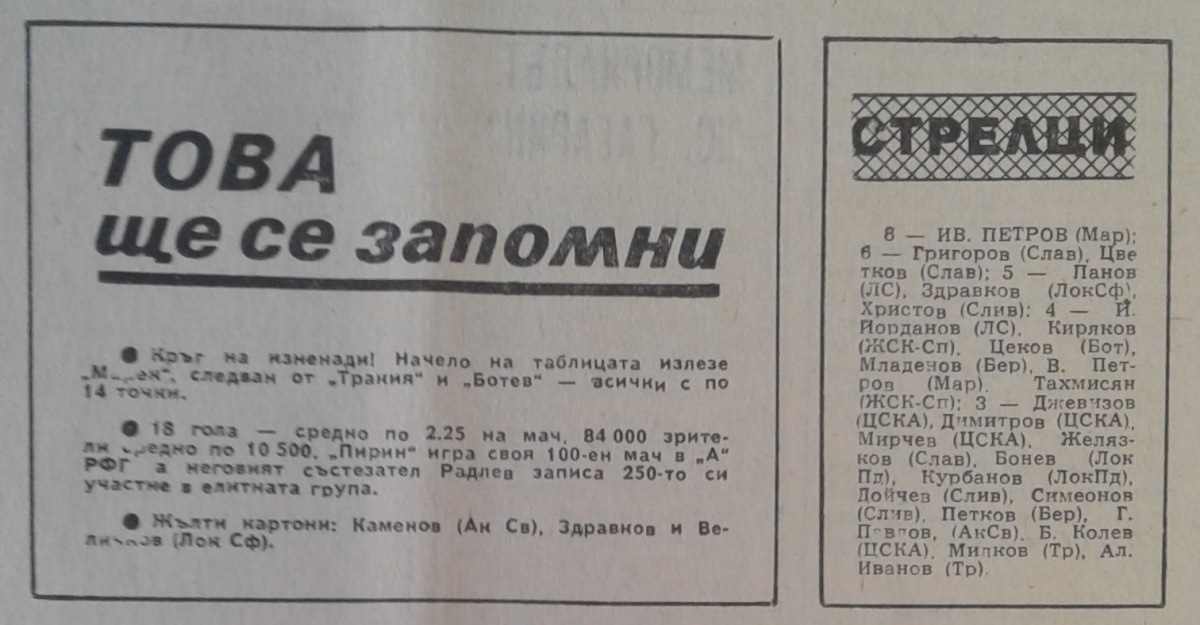 ТОВА
ще се запомни
● Кръг на изненади! Начело на таблицата излезе
следван от „Тракия“ и „Ботев“ — всички с по
14 точки.
● 18 гола — средно по 2.25 на мач. 84 000 зрите-
ли средно по 10 500. „Пирин“ игра своя 100-ен мач в „А“
РФГ а неговият състезател Радлев записа 250-то си
участие в елитната група.
● Жълти картони: Каменов (Ак Св), Здравков и Ве-
(Лок Сф).
СТРЕЛЦИ
8 — ИВ. ПЕТРОВ (Мар);
6 — Григоров (Слав), Цве
тков (Слав); 5 — Панов
(ЛС), Здравков (ЛокСф),
Христов (Слив): 4 — Й.
Йорданов (ЛС), Киряков
(ЖСК-Сп), Цеков (Бот),
Младенов (Бер), В. Пет-
ров (Мар). Тахмисян
(ЖСК-Сп); 3 — Джевизов
(ЦСКА), Димитров (ЦСКА),
Мирчев (ЦСКА), Желяз-
ков (Слав), Бонев (Лок
Пд), Курбанов (ЛокПд),
Дойчев (Слив), Симеонов
(Слив), Петков (Бер), Г.
(АкСв), Б. Колев
(ЦСКА), Милков (Тр), Ал.
Иванов (Тр).